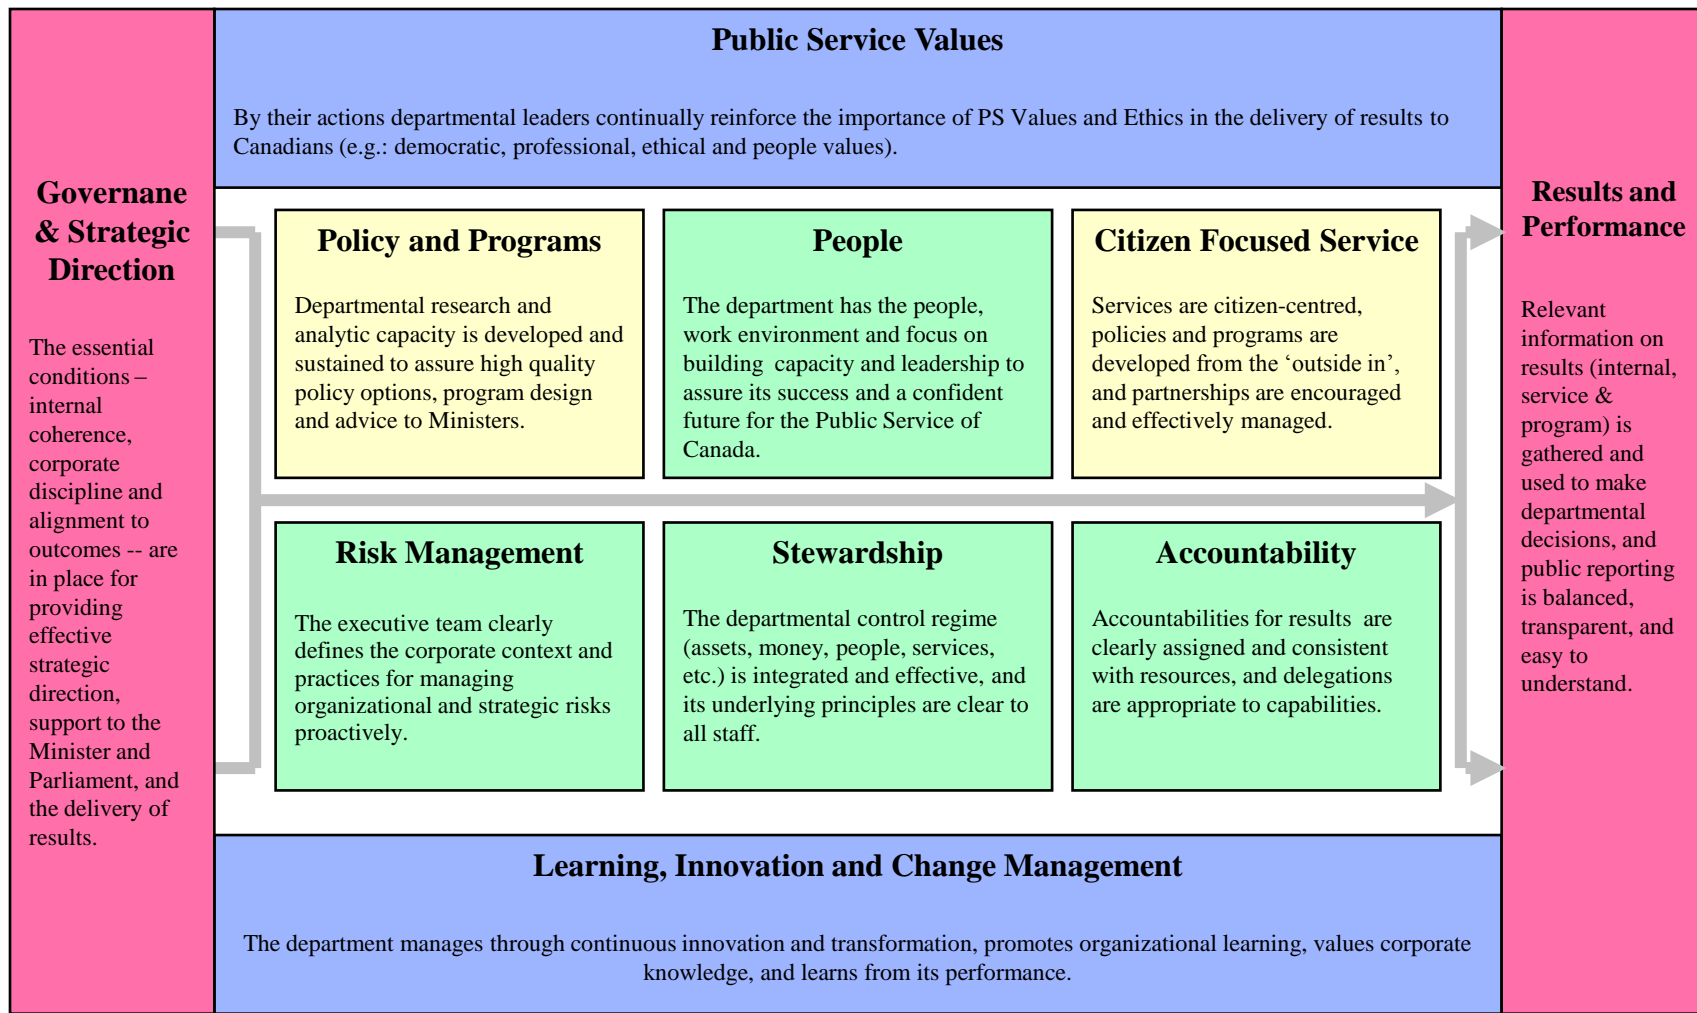 Public Service Values
By their actions departmental leaders continually reinforce the importance of PS Values and Ethics in the delivery of results to
Canadians (e.g.: democratic, professional, ethical and people values).
Governane
& Strategic
Direction
The essential
conditions –
internal
coherence,
corporate
discipline and
alignment to
outcomes -- are
in place for
providing
effective
strategic
direction,
support to the
Minister and
Parliament, and
the delivery of
results.
Policy and Programs
Departmental research and
analytic capacity is developed and
sustained to assure high quality
policy options, program design
and advice to Ministers.
People
The department has the people,
work environment and focus on
building  capacity and leadership to
assure its success and a confident
future for the Public Service of
Canada.
Citizen Focused Service
Services are citizen-centred,
policies and programs are
developed from the ‘outside in’,
and partnerships are encouraged
and effectively managed.
Risk Management
The executive team clearly
defines the corporate context and
practices for managing
organizational and strategic risks
proactively.
Stewardship
The departmental control regime
(assets, money, people, services,
etc.) is integrated and effective, and
its underlying principles are clear to
all staff.
Accountability
Accountabilities for results  are
clearly assigned and consistent
with resources, and delegations
are appropriate to capabilities.
Results and
Performance
Relevant
information on
results (internal,
service &
program) is
gathered and
used to make
departmental
decisions, and
public reporting
is balanced,
transparent, and
easy to
understand.
Learning, Innovation and Change Management
The department manages through continuous innovation and transformation, promotes organizational learning, values corporate
knowledge, and learns from its performance.